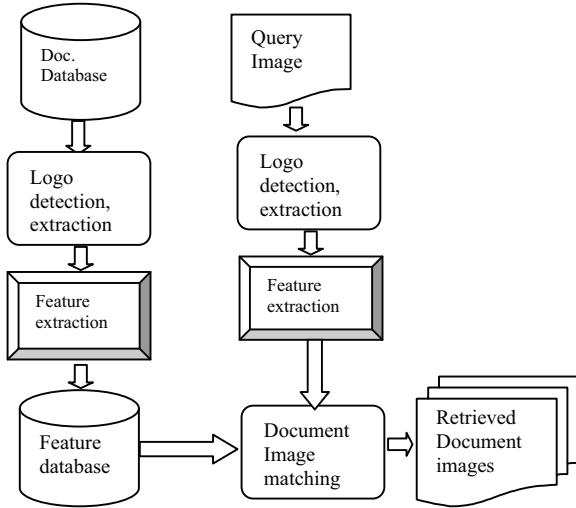 Doc.
Database
Query
Image
Logo
detection,
extraction
Logo
detection,
extraction
Feature
extraction
Feature
extraction
Feature
database
Document
Image
matching
Retrieved
Document
images